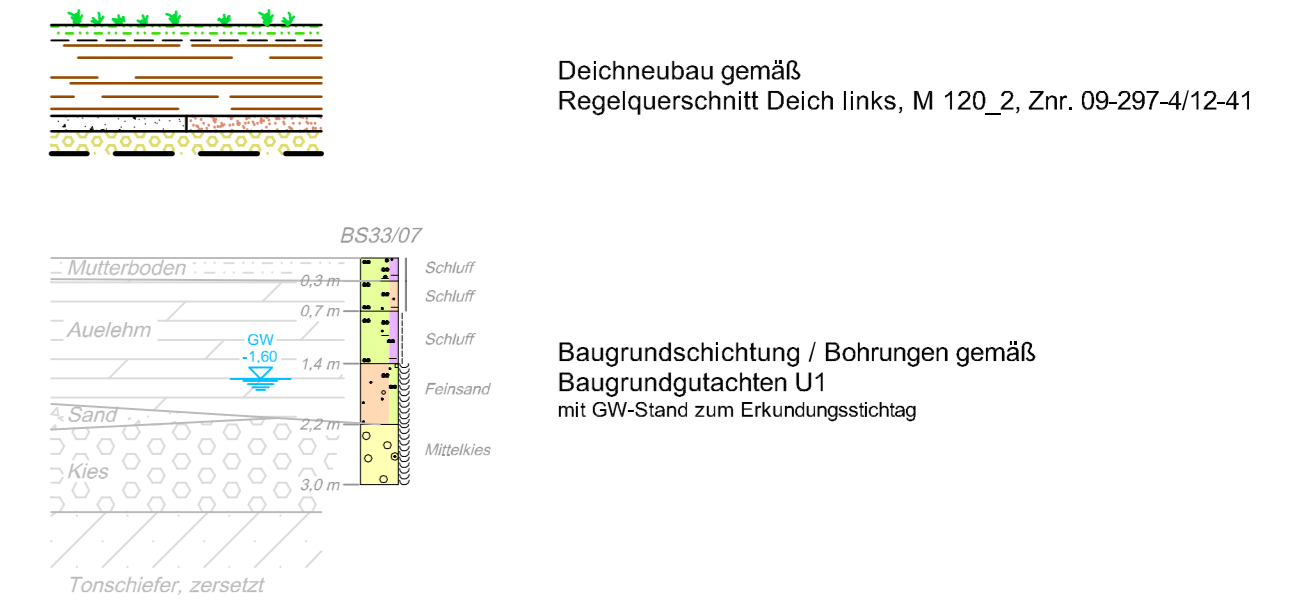 Deichneubau gemäß
Regelquerschnitt Deich links, M 120_2, Znr. 09-297-4/12-41
BS33/07
Mutterboden
Schluff
0,3 m
Schluff
0,7 m
Auelehm
Schluff
GW
-1,60
1,4 m
Baugrundschichtung / Bohrungen gemäß
Baugrundgutachten U1
mit GW-Stand zum Erkundungsstichtag
Feinsand
Sand
2,2 m
Mittelkies
Kies
3,0 m
Tonschiefer, zersetzt